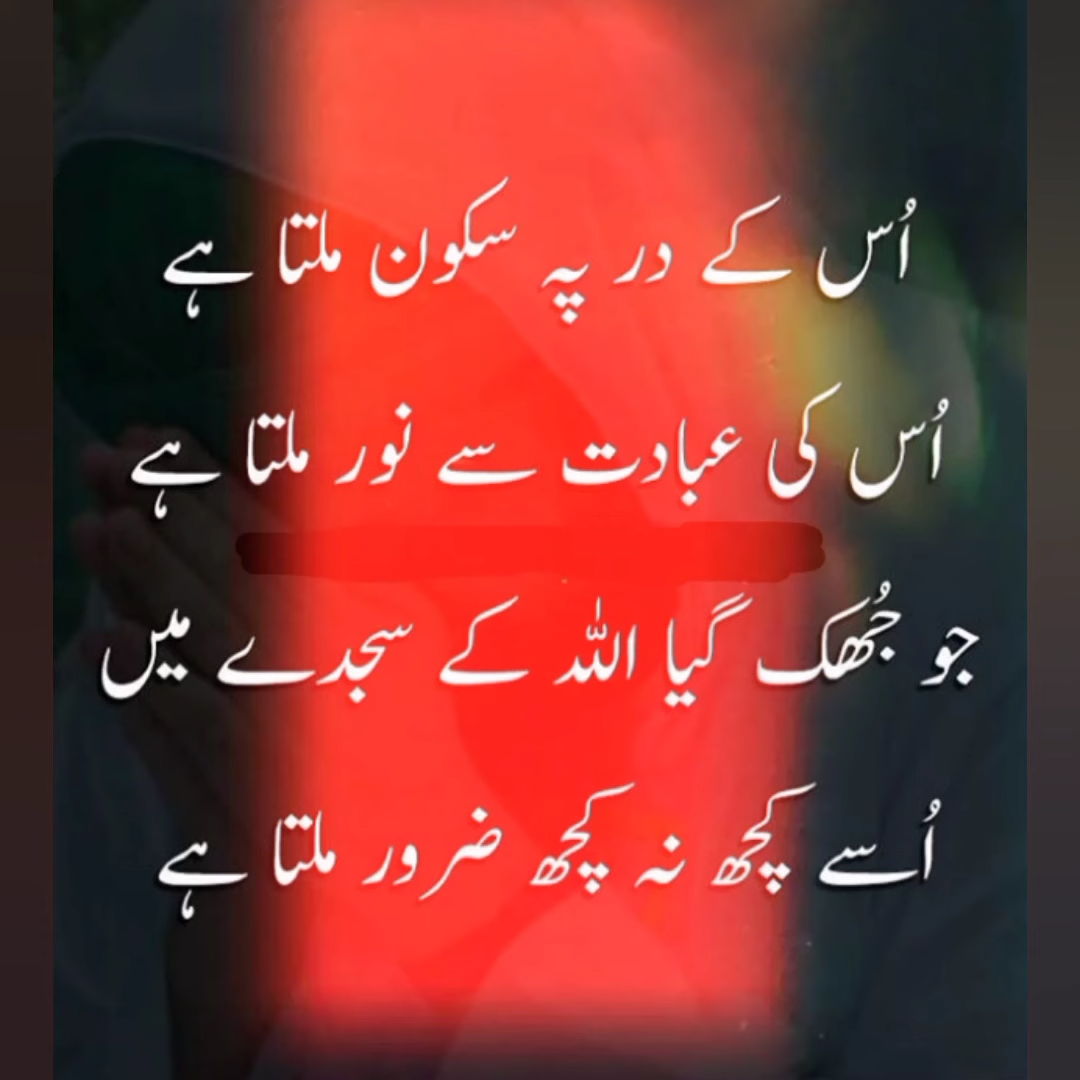 اُس کے در پہ سکون ملتا ہے
اُس کی عبادت سے نور ملتا ہے
جو جُھک گیا اللہ کے سجدے میں
اُسے کچھ نہ کچھ ضرور ملتا ہے